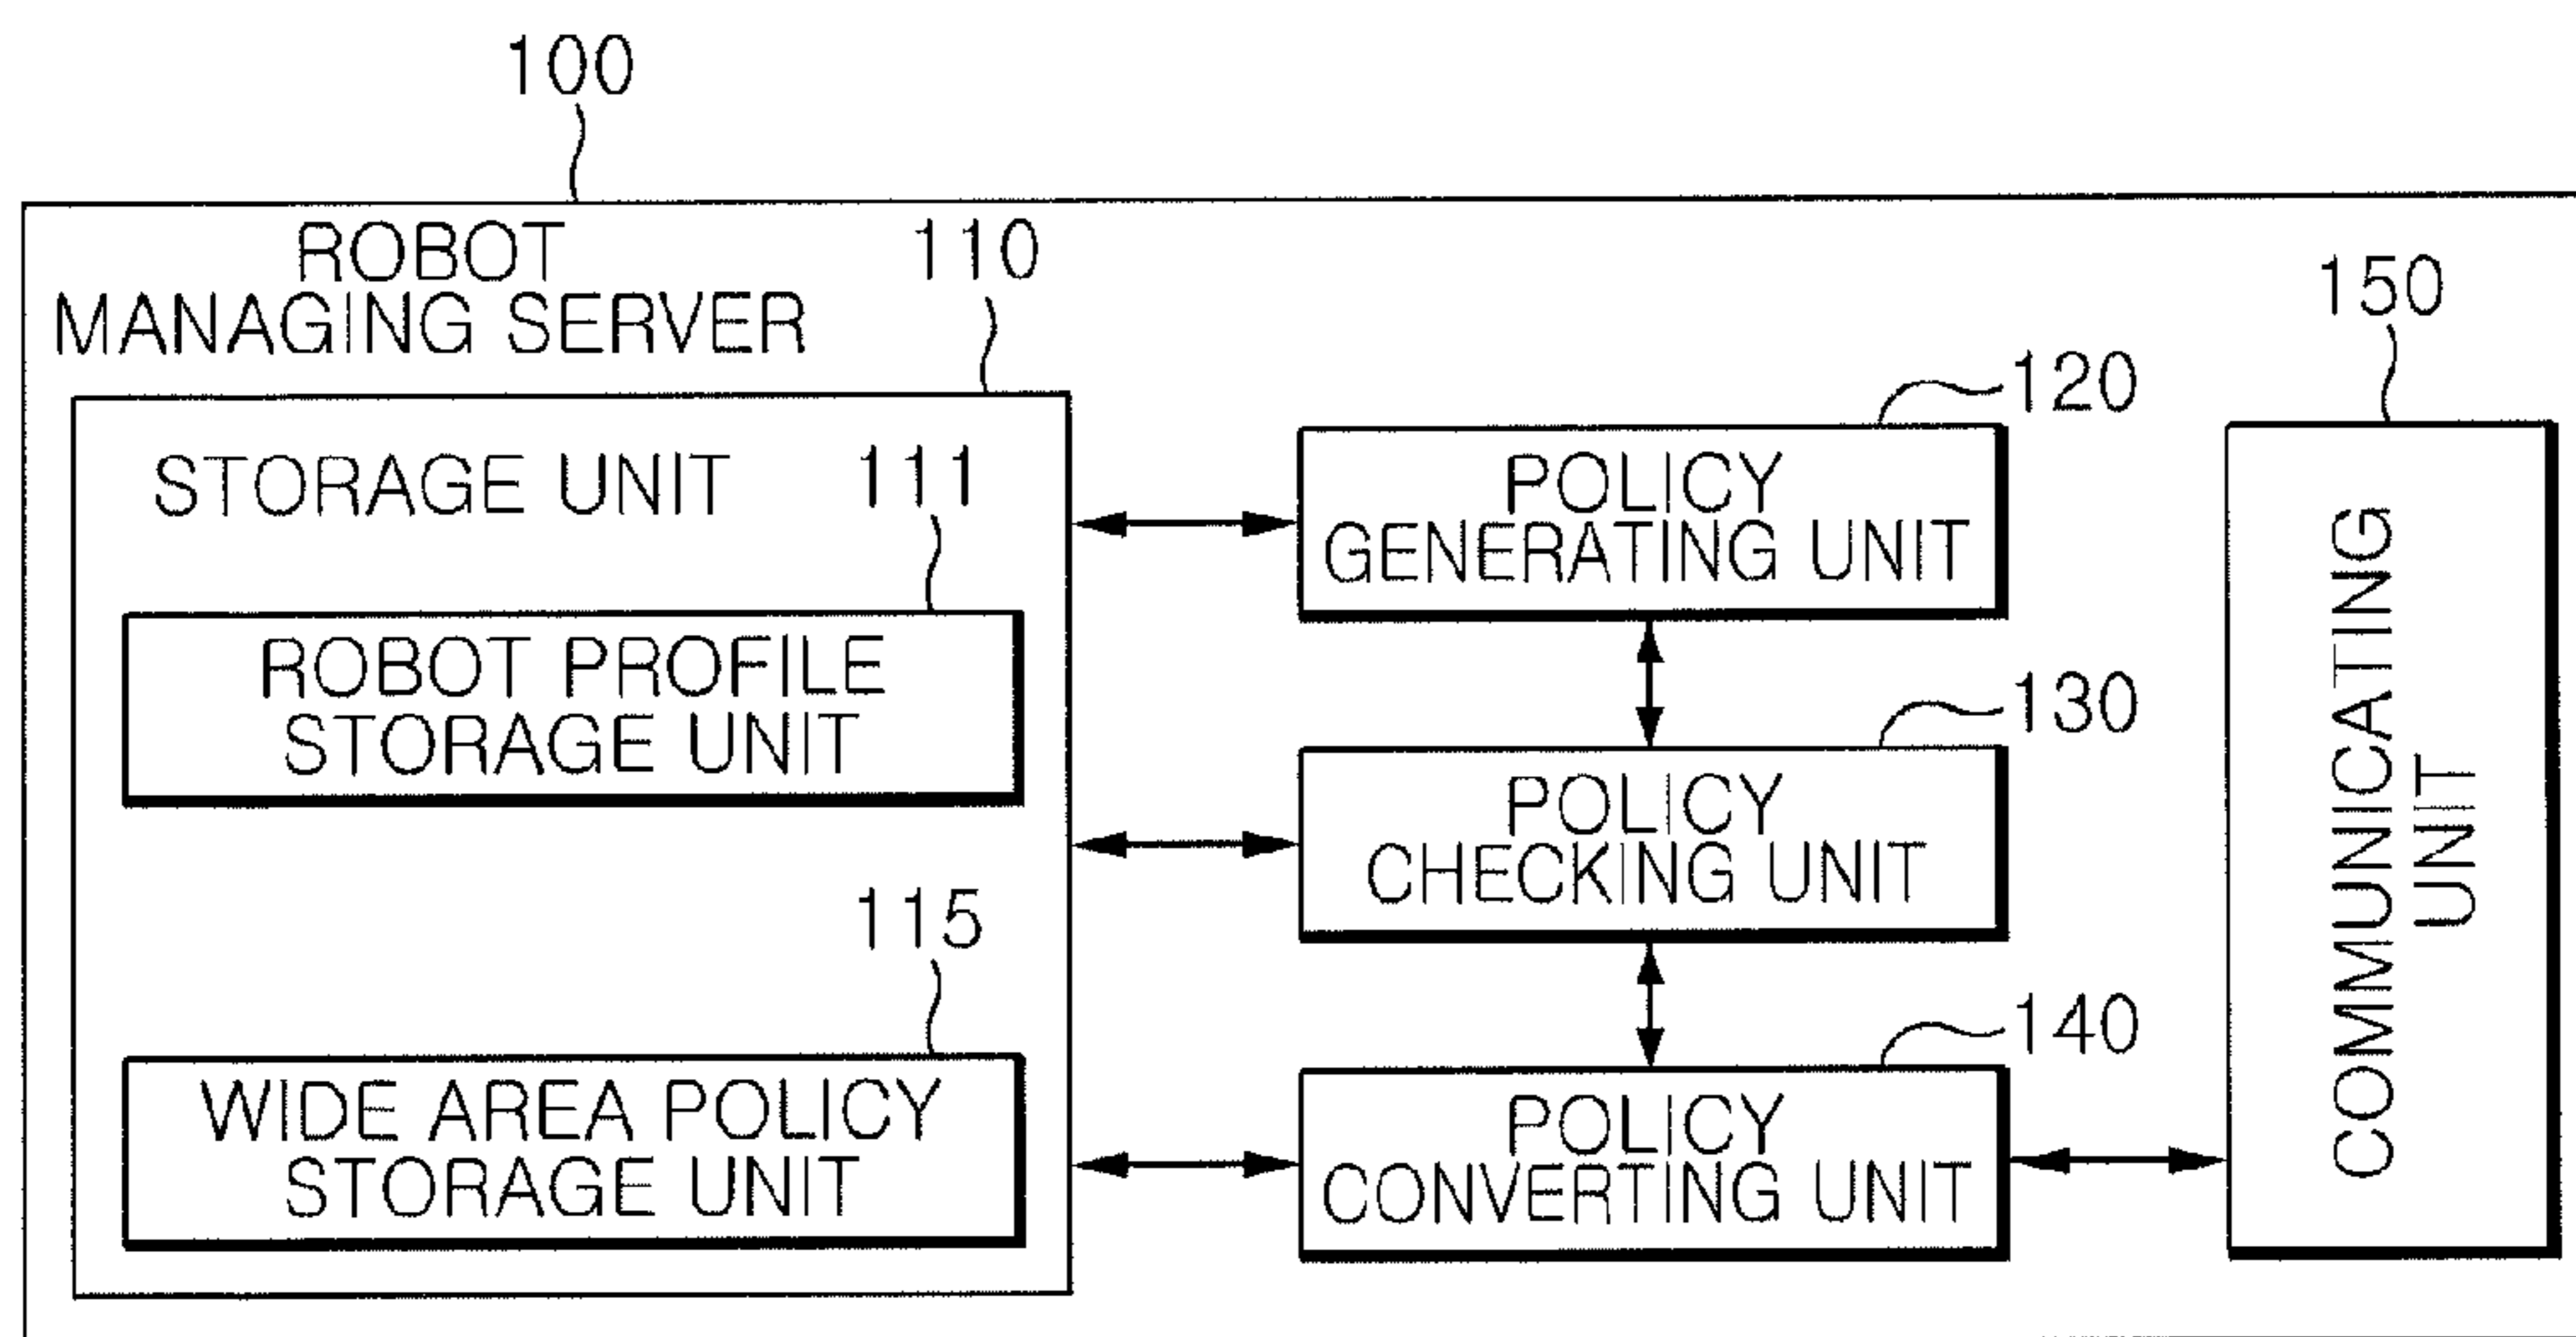 100
ROBOT
MANAGING SERVER
110
150
120
STORAGE UNIT
111
POLICY
GENERATING UNIT
ROBOT PROFILE
STORAGE UNIT
130
POLICY
CHECKING UNIT
COMMUNICATING
UNIT
115
140
WIDE AREA POLICY
STORAGE UNIT
POLICY
CONVERTING UNIT